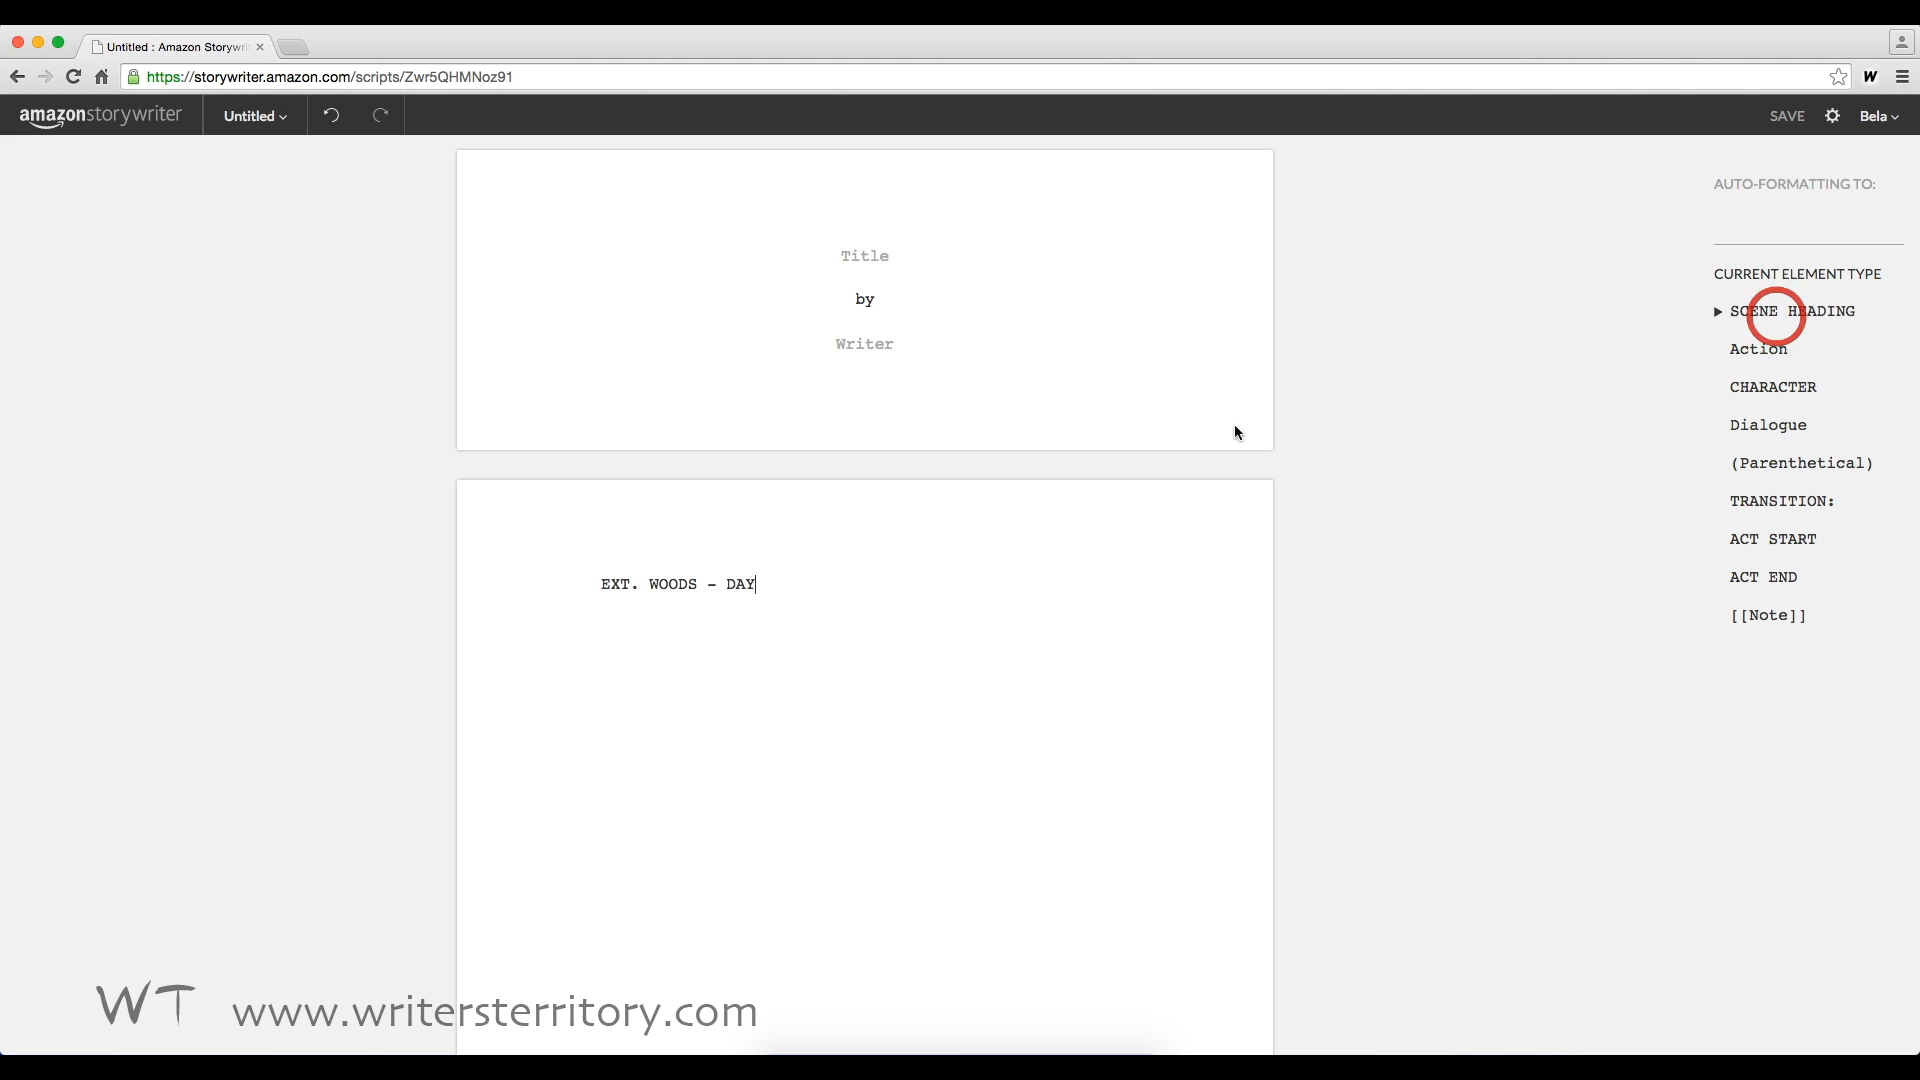 Untitled : Amazon Storywri
https://storywriter.amazon.com/scripts/Zwr5QHMNoz91
W
amazonstorywriter
Untitled
SAVE
Bela
AUTO-FORMATTING TO:
Title
by
Writer
CURRENT ELEMENT TYPE
SCENE HEADING
Action
CHARACTER
Dialogue
(Parenthetical)
TRANSITION:
ACT START
ACT END
[[Note]]
EXT. WOODS - DAY
WT www.writersterritory.com